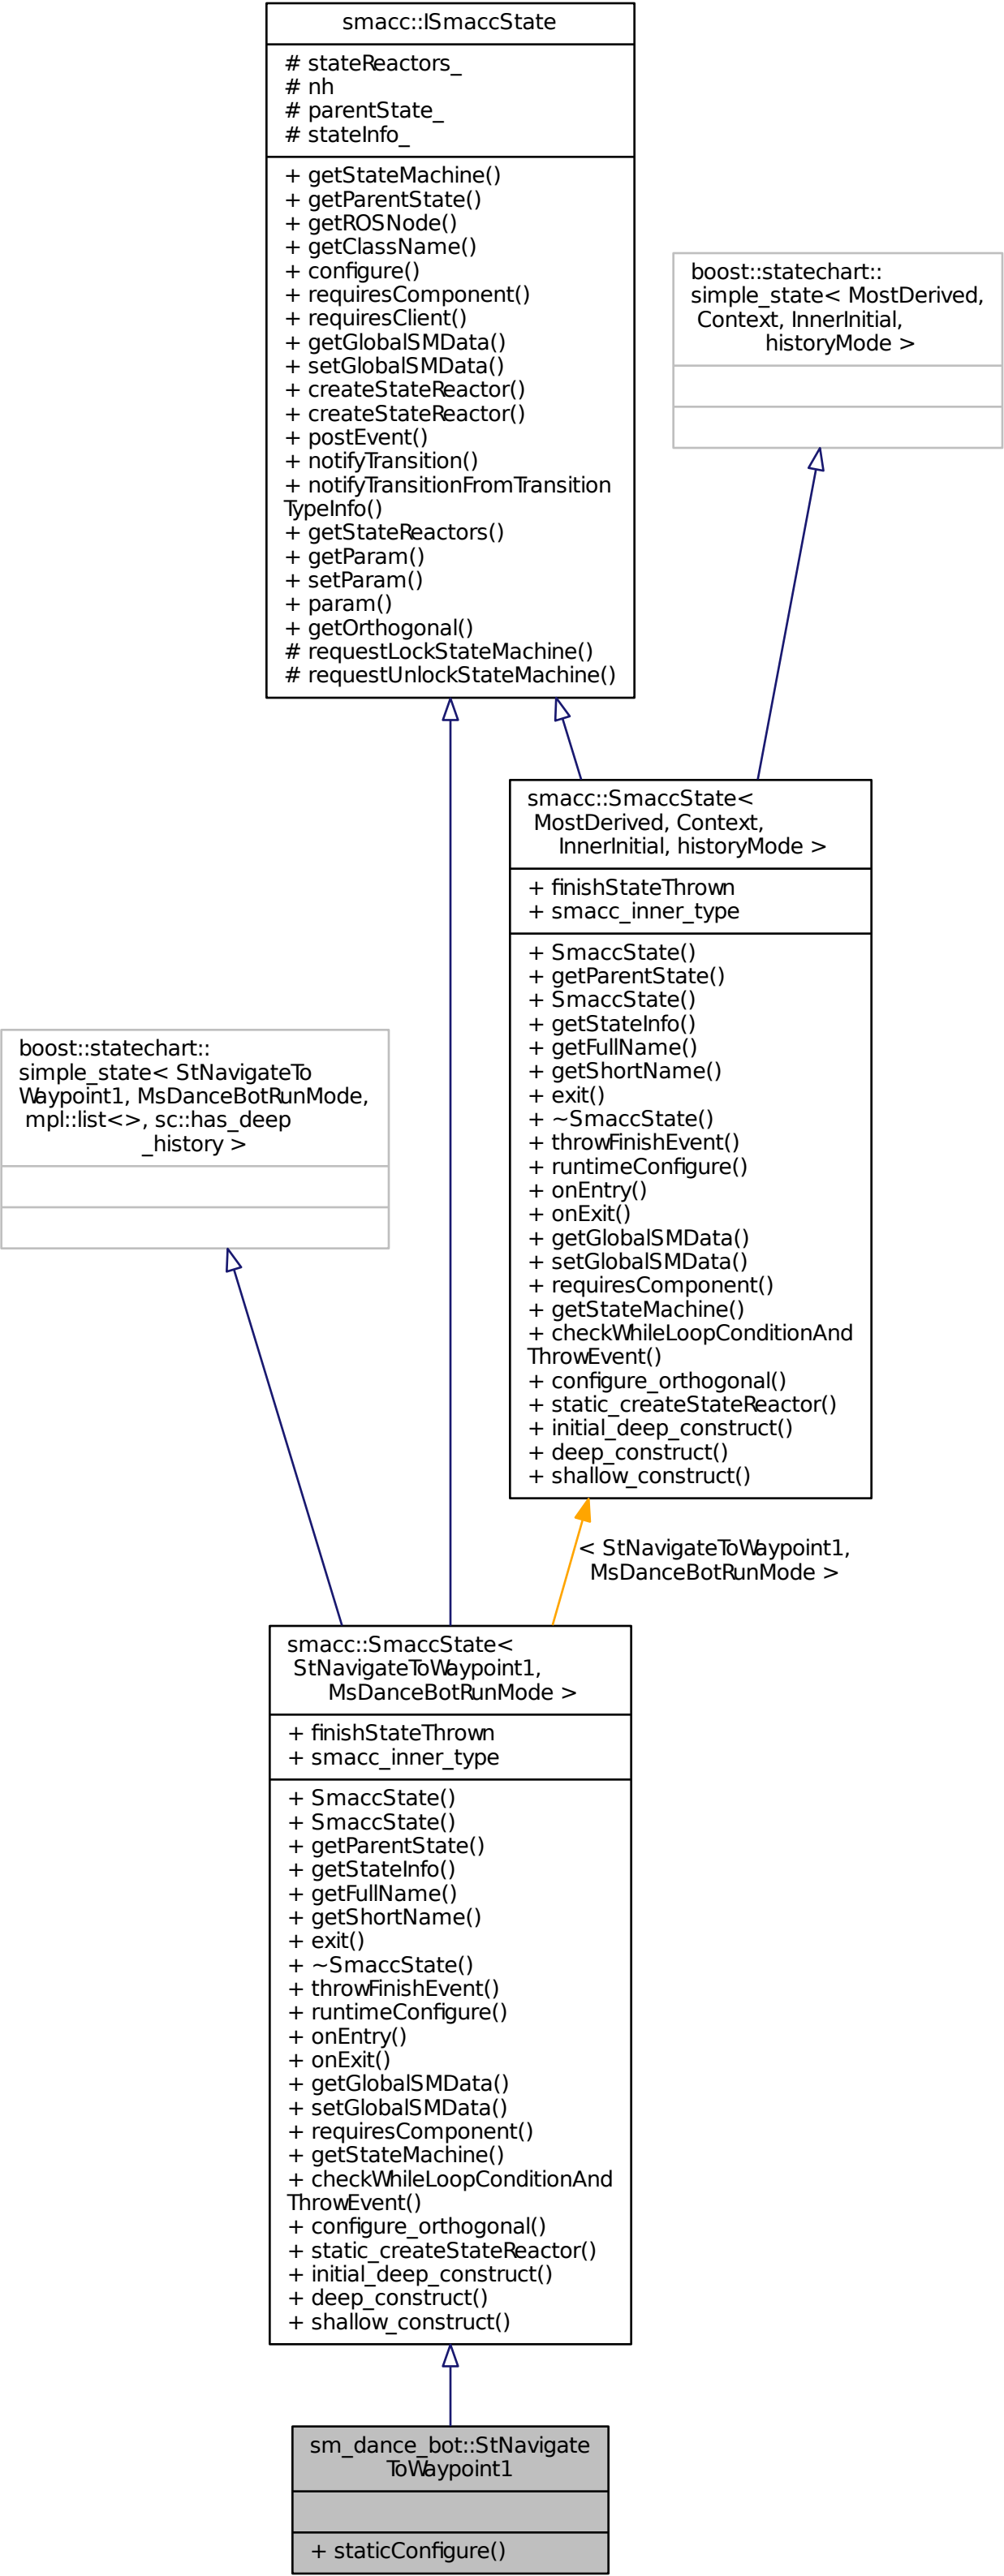 smacc::ISmaccState
# stateReactors_
# nh
# parentState_
# stateInfo_
+ getStateMachine()
+ getParentState()
+ getROSNode()
+ getClassName()
+ configure()
+ requiresComponent()
+ requiresClient()
+ getGlobalSMData()
+ setGlobalSMData()
+ createStateReactor()
+ createStateReactor()
+ postEvent()
+ notifyTransition()
+ notifyTransitionFromTransition
TypeInfo()
+ getStateReactors()
+ getParam()
+ setParam()
+ param()
+ getOrthogonal()
# requestLockStateMachine()
# requestUnlockStateMachine()
boost::statechart::
simple_state< MostDerived,
Context, InnerInitial,
historyMode >
smacc::SmaccState<
MostDerived, Context,
InnerInitial, historyMode >
+ finishStateThrown
+ smacc_inner_type
+ SmaccState()
+ getParentState()
+ SmaccState()
+ getStateInfo()
+ getFullName()
+ getShortName()
+ exit()
+ ~SmaccState()
+ throwFinishEvent()
+ runtimeConfigure()
+ onEntry()
+ onExit()
+ getGlobalSMData()
+ setGlobalSMData()
+ requiresComponent()
+ getStateMachine()
+ checkWhileLoopConditionAnd
ThrowEvent()
+ configure_orthogonal()
+ static_createStateReactor()
+ initial_deep_construct()
+ deep_construct()
+ shallow_construct()
boost::statechart::
simple_state< StNavigateTo
Waypoint1, MsDanceBotRunMode,
mpl::list<>, sc::has_deep
_history >
< StNavigateToWaypoint1,
MsDanceBotRunMode >
smacc::SmaccState<
StNavigateToWaypoint1,
MsDanceBotRunMode >
+ finishStateThrown
+ smacc_inner_type
+ SmaccState()
+ SmaccState()
+ getParentState()
+ getStateInfo()
+ getFullName()
+ getShortName()
+ exit()
+ ~SmaccState()
+ throwFinishEvent()
+ runtimeConfigure()
+ onEntry()
+ onExit()
+ getGlobalSMData()
+ setGlobalSMData()
+ requiresComponent()
+ getStateMachine()
+ checkWhileLoopConditionAnd
ThrowEvent()
+ configure_orthogonal()
+ static_createStateReactor()
+ initial_deep_construct()
+ deep_construct()
+ shallow_construct()
sm_dance_bot::StNavigate
ToWaypoint1
+ staticConfigure()